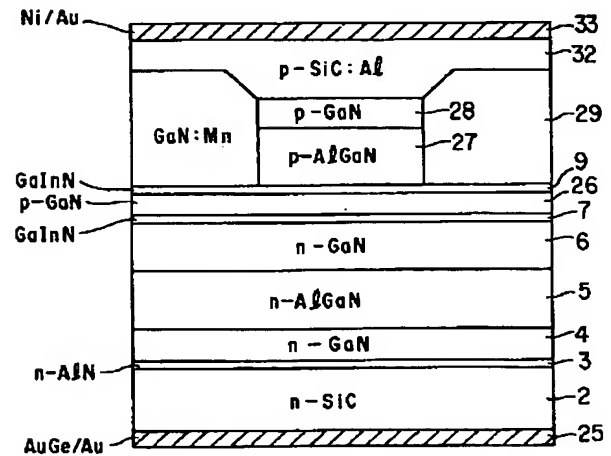 Ni/Au
33
32
p-SiC:Al
p-GaN
28
29
GaN:Mn
27
p-AlGaN
9
GaInN
26
p-GaN
7
GaInN
n-GaN
6
n-AlGaN
5
n-GaN
4
n-AlN
3
n-SiC
2
AuGe/Au
25